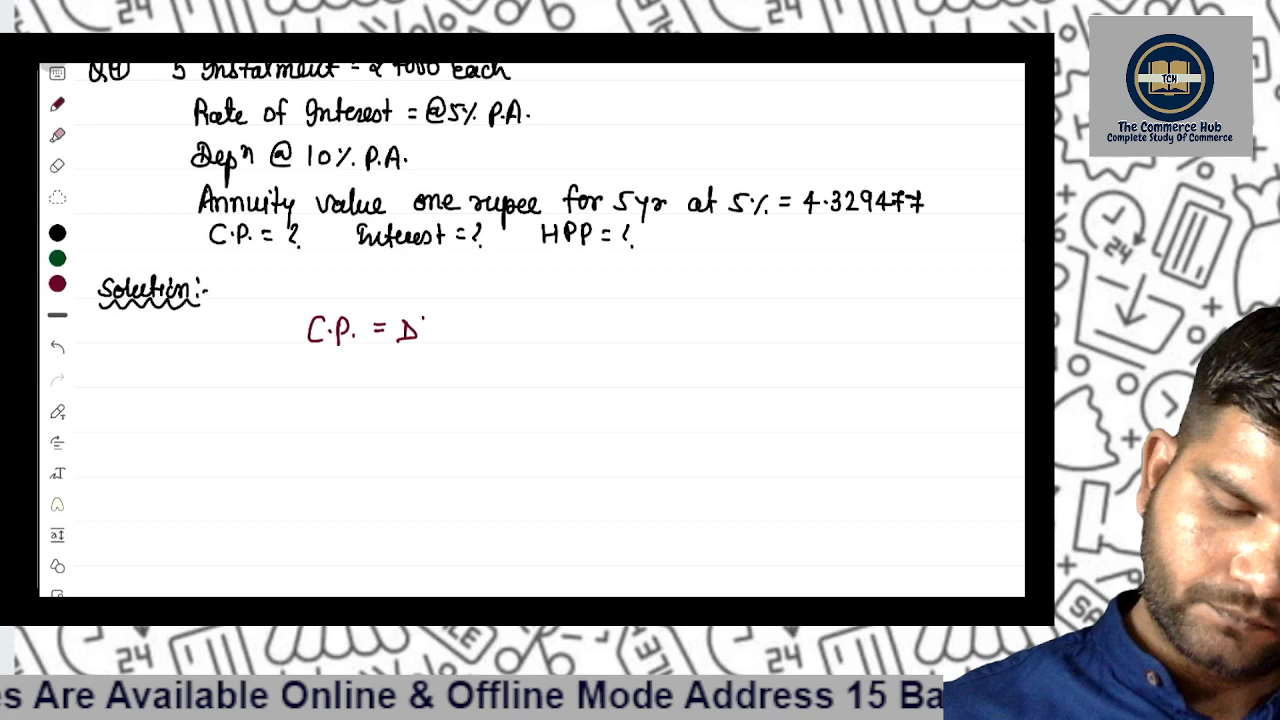 5 Instalment = ₹ 4000 Each
Rate of Interest = @5% P.A.
Depn @ 10% P.A.
Annuity value one rupee for 5yr at 5% = 4.329477
C.P. = ? Interest = ? HPP = ?
Solution:-
C.P. = D
TCH
The Commerce Hub
Complete Study Of Commerce
es Are Available Online & Offline Mode Address 15 Ba